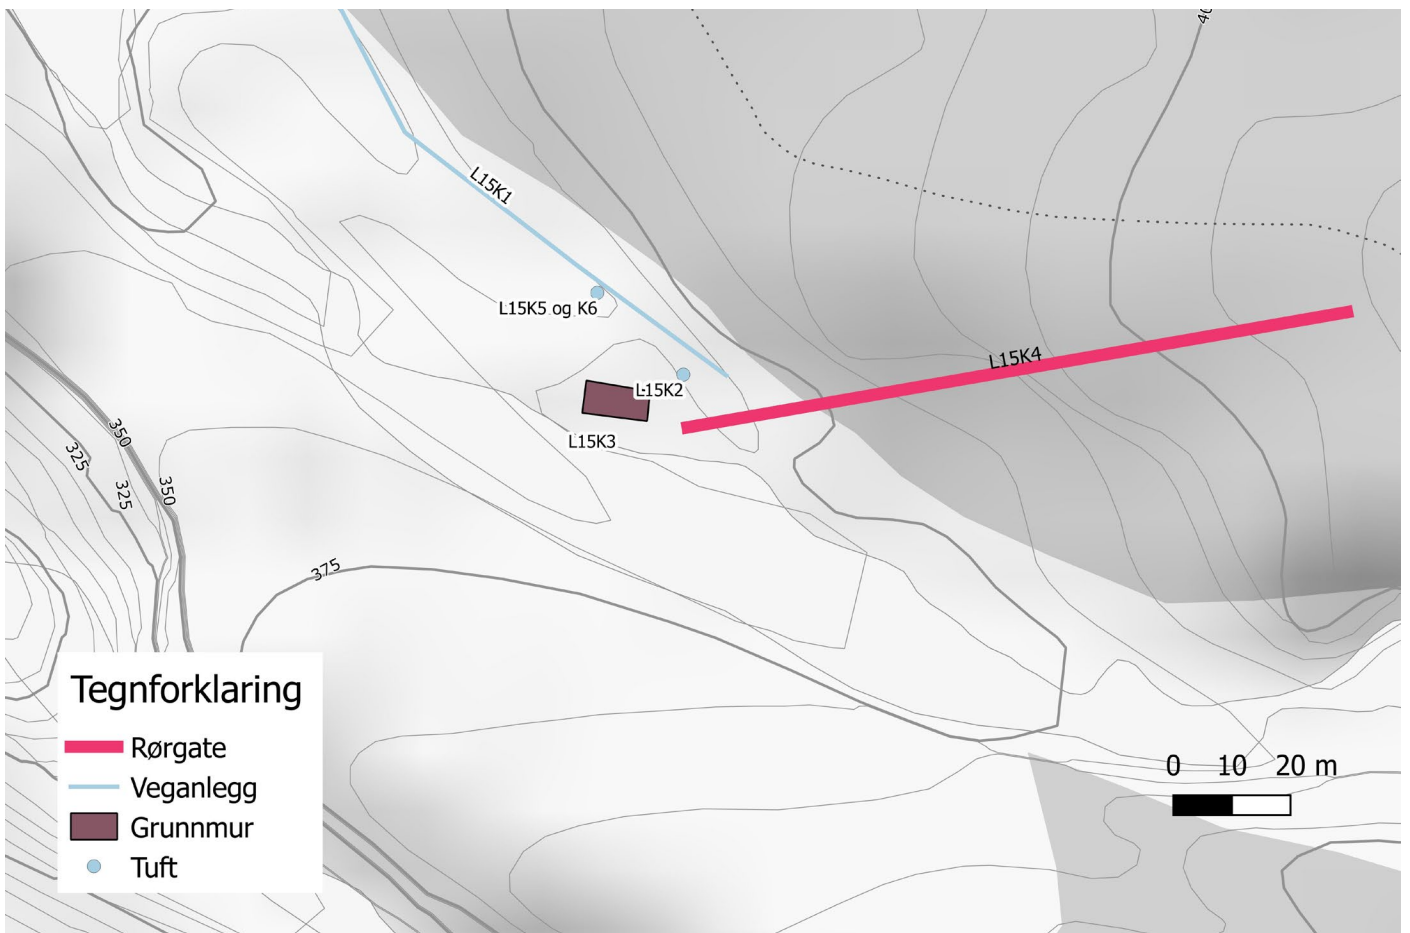 L15K1
L15K5 og K6
L15K4
L15K2
L15K3
350
325
325
350
375
Tegnforklaring
Rørgate
Veganlegg
Grunnmur
Tuft
0 10 20 m